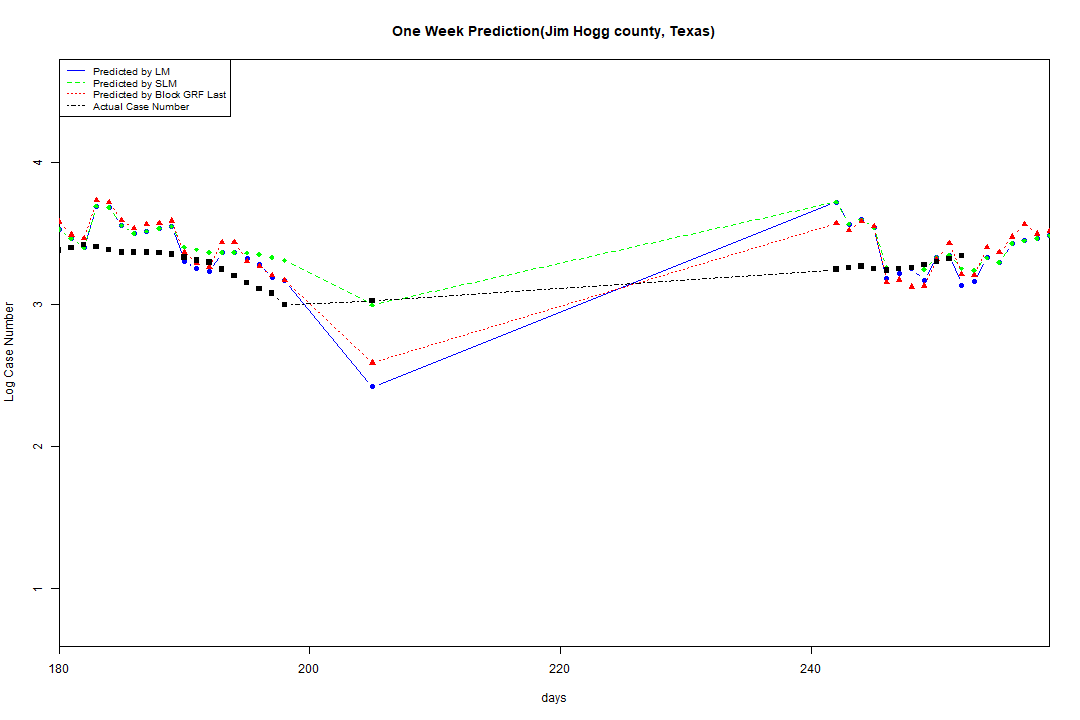 One Week Prediction(Jim Hogg county, Texas)
Predicted by LM
Predicted by SLM
Predicted by Block GRF Last
Actual Case Number
4
3
2
1
Log Case Number
180 200 220 240
days